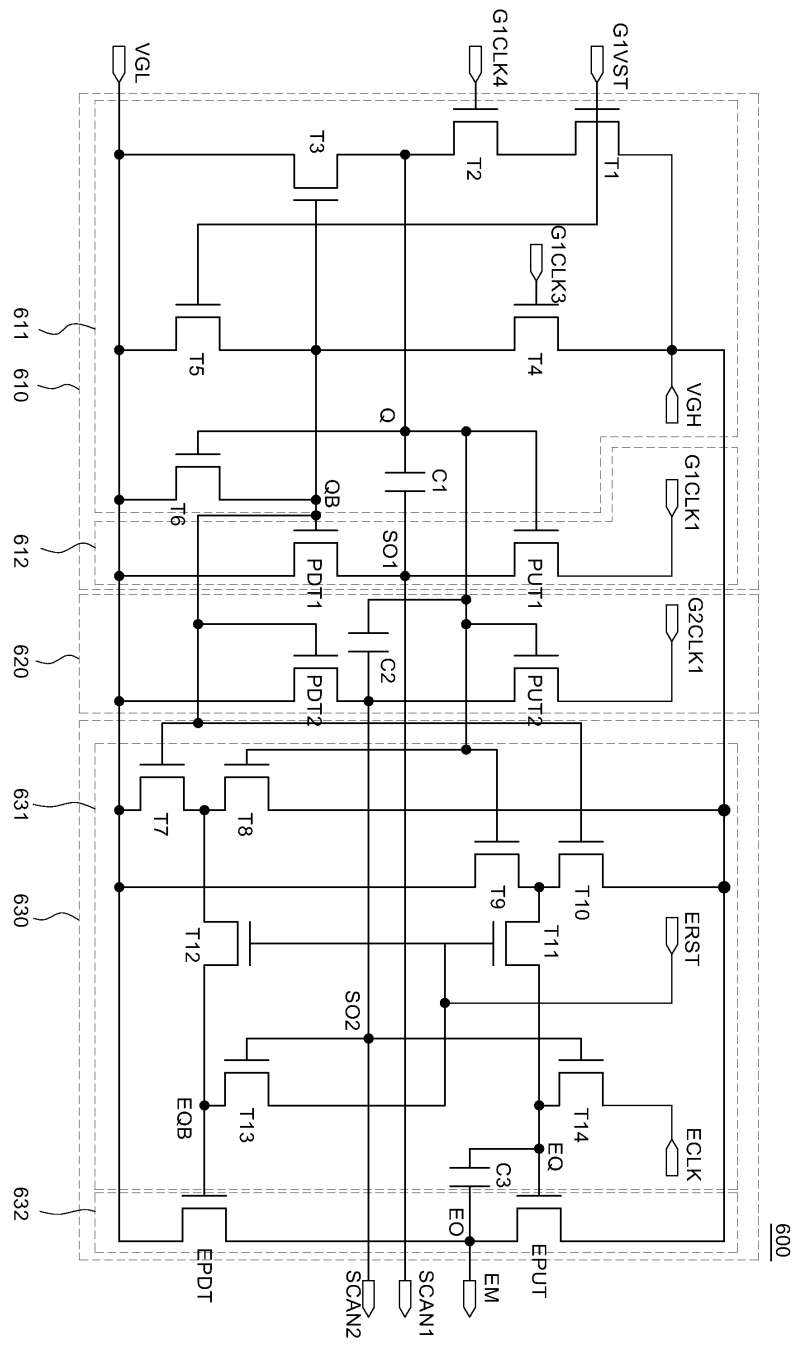 600
G1VST
G1CLK4
VGL
T1
T2
T3
G1CLK3
T4
T5
VGH
611
610
Q
C1
QB
T6
G1CLK1
SO1
PUT1
PDT1
612
G2CLK1
C2
PUT2
PDT2
620
T7
T8
T9
T10
631
630
ERST
T11
T12
SO2
T13
T14
EQB
EQ
ECLK
C3
EO
632
EPUT
EPDT
EM
SCAN1
SCAN2